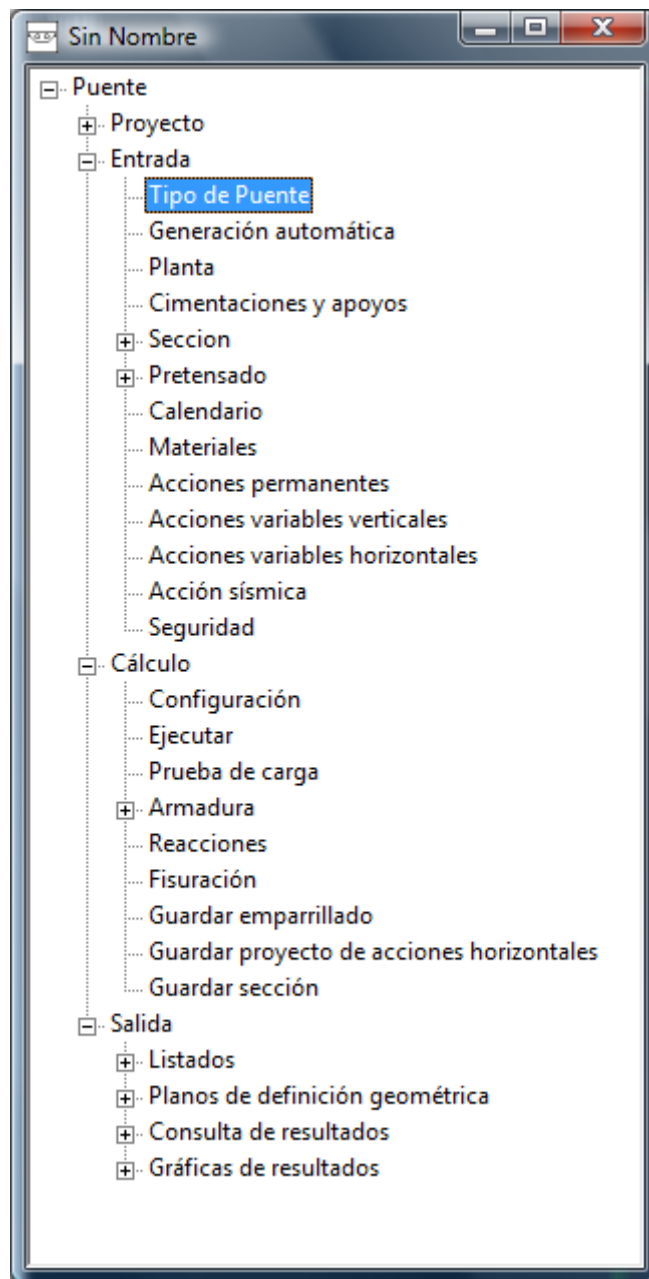 Sin Nombre
Puente
Proyecto
Entrada
Tipo de Puente
Generación automática
Planta
Cimentaciones y apoyos
Seccion
Pretensado
Calendario
Materiales
Acciones permanentes
Acciones variables verticales
Acciones variables horizontales
Acción sísmica
Seguridad
Cálculo
Configuración
Ejecutar
Prueba de carga
Armadura
Reacciones
Fisuración
Guardar emparrillado
Guardar proyecto de acciones horizontales
Guardar sección
Salida
Listados
Planos de definición geométrica
Consulta de resultados
Gráficas de resultados